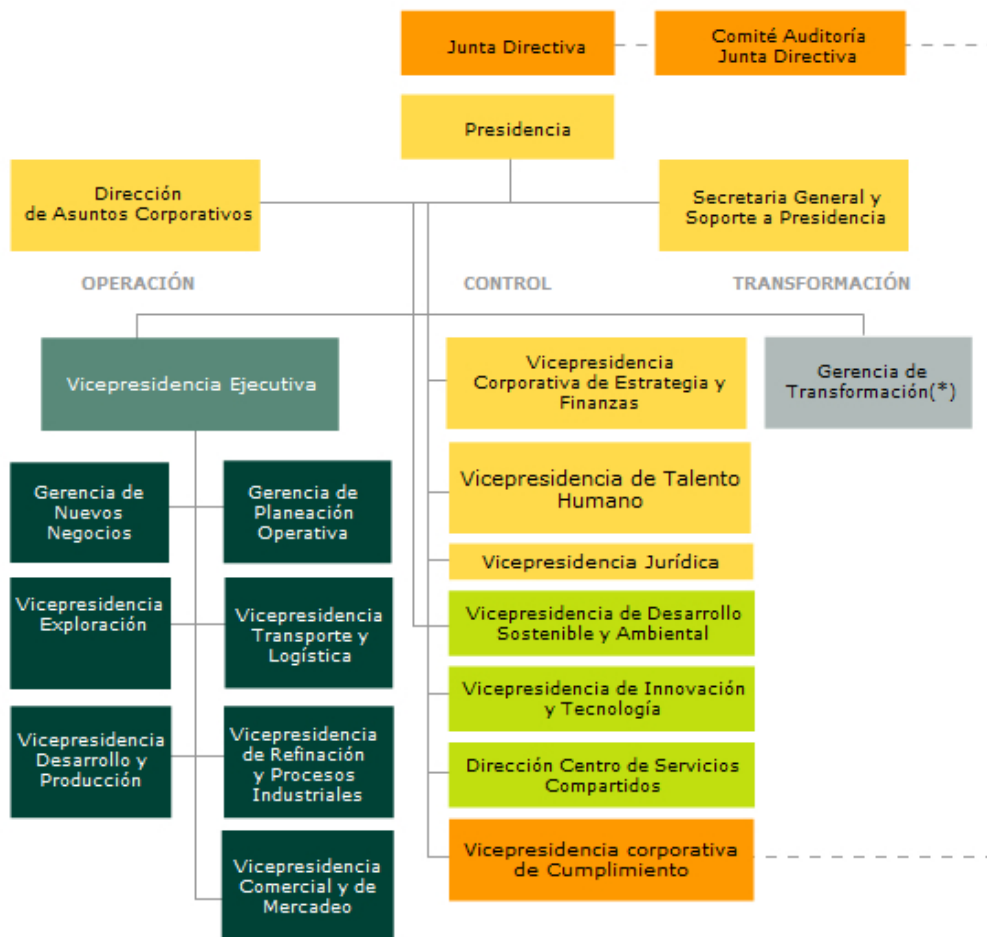 Junta Directiva
Comité Auditoría
Junta Directiva
Presidencia
Dirección
de Asuntos Corporativos
Secretaria General y
Soporte a Presidencia
OPERACIÓN
CONTROL
TRANSFORMACIÓN
Vicepresidencia Ejecutiva
Vicepresidencia
Corporativa de Estrategia y
Finanzas
Gerencia de
Transformación(*)
Gerencia de
Nuevos
Negocios
Gerencia de
Planeación
Operativa
Vicepresidencia de Talento
Humano
Vicepresidencia Jurídica
Vicepresidencia
Exploración
Vicepresidencia
Transporte y
Logística
Vicepresidencia de Desarrollo
Sostenible y Ambiental
Vicepresidencia de Innovación
y Tecnología
Vicepresidencia
Desarrollo y
Producción
Vicepresidencia
de Refinación
y Procesos
Industriales
Dirección Centro de Servicios
Compartidos
Vicepresidencia corporativa
de Cumplimiento
Vicepresidencia
Comercial y de
Mercadeo